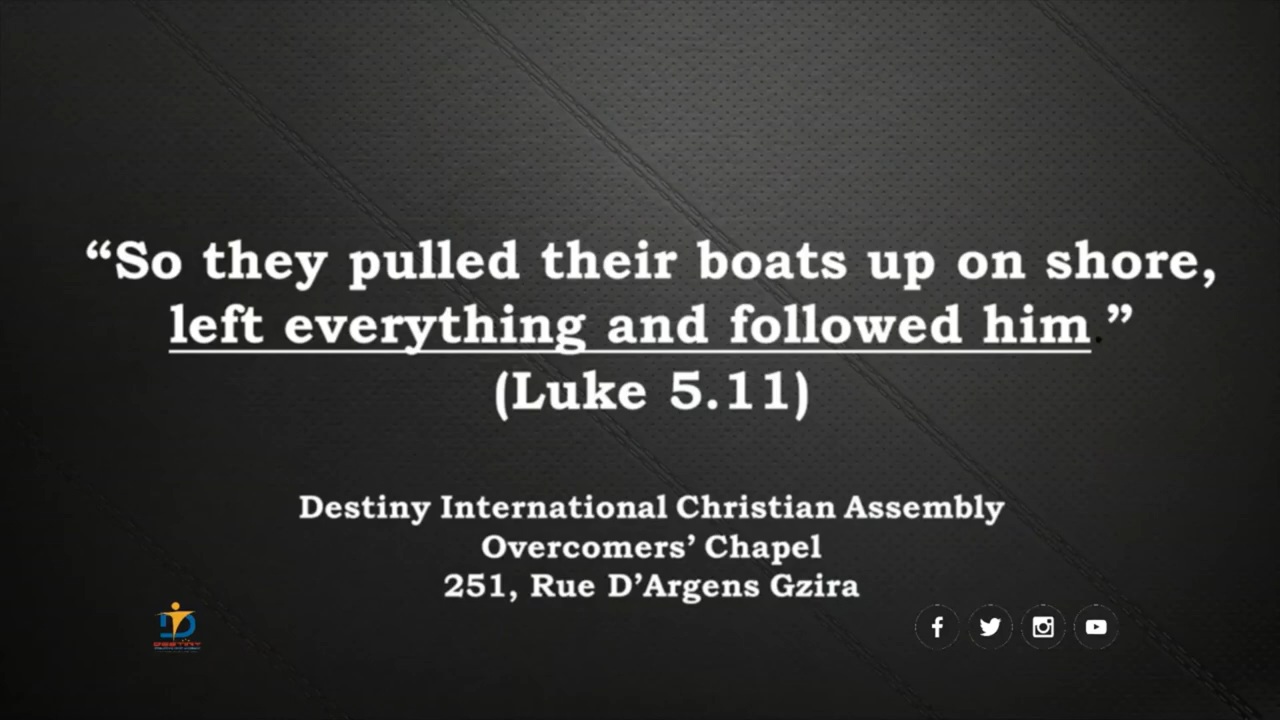 “So they pulled their boats up on shore,
left everything and followed him.”
(Luke 5.11)
Destiny International Christian Assembly
Overcomers’ Chapel
251, Rue D’Argens Gzira
DESTINY